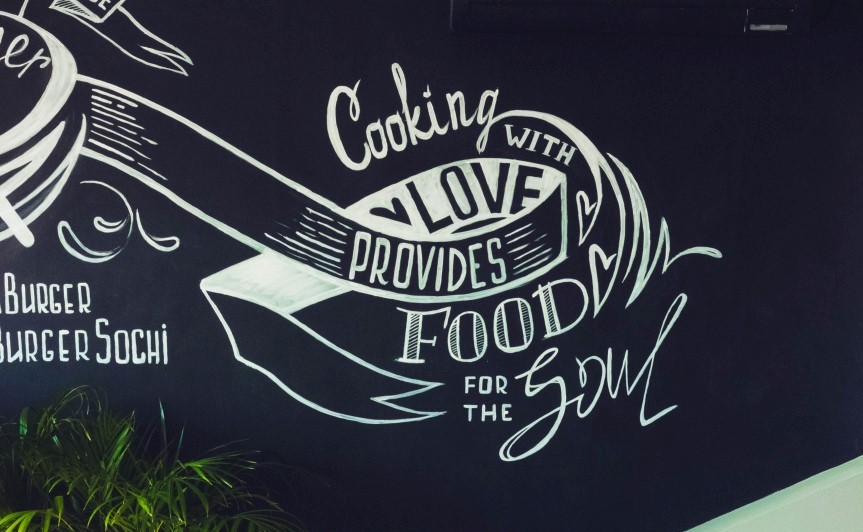 Cooking
WITH
LOVE
PROVIDES
FOOD
FOR THE
Soul
BURGER
BURGER SOCHI